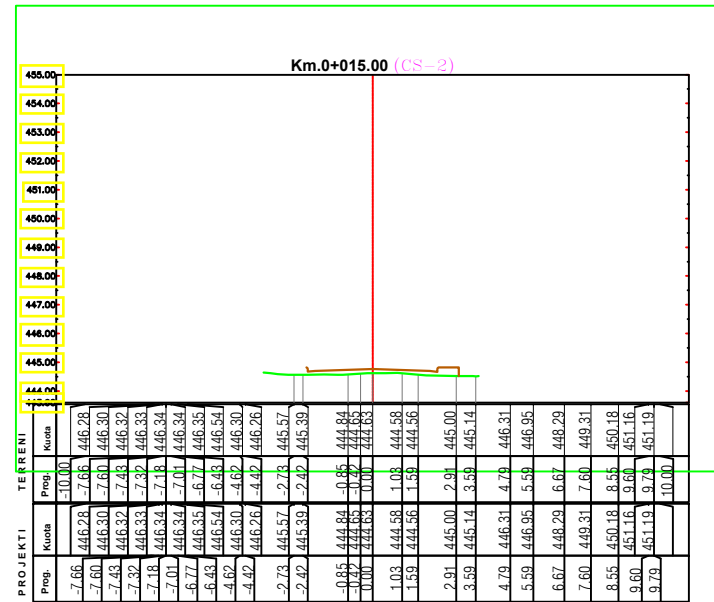 Km.0+015.00 (CS-2)
455.00
454.00
453.00
452.00
451.00
450.00
449.00
448.00
447.00
446.00
445.00
444.00
TERRENI
Kuota 446.28 446.30 446.32 446.33 446.34 446.34 446.35 446.54 446.30 446.26 445.57 445.39 444.84 444.65 444.63 444.58 444.56 445.00 445.14 446.31 446.95 448.29 449.31 450.18 451.16 451.19
Prog. -10.00 -7.66 -7.60 -7.43 -7.32 -7.18 -7.01 -6.77 -6.43 -4.62 -4.42 -2.73 -2.42 -0.85 -0.42 0.00 1.03 1.59 2.91 3.59 4.79 5.59 6.67 7.60 8.55 9.60 9.79 10.00
PROJEKTI
Kuota 446.28 446.30 446.32 446.33 446.34 446.34 446.35 446.54 446.30 446.26 445.57 445.39 444.84 444.65 444.63 444.58 444.56 445.00 445.14 446.31 446.95 448.29 449.31 450.18 451.16 451.19
Prog. -7.66 -7.60 -7.43 -7.32 -7.18 -7.01 -6.77 -6.43 -4.62 -4.42 -2.73 -2.42 -0.85 -0.42 0.00 1.03 1.59 2.91 3.59 4.79 5.59 6.67 7.60 8.55 9.60 9.79